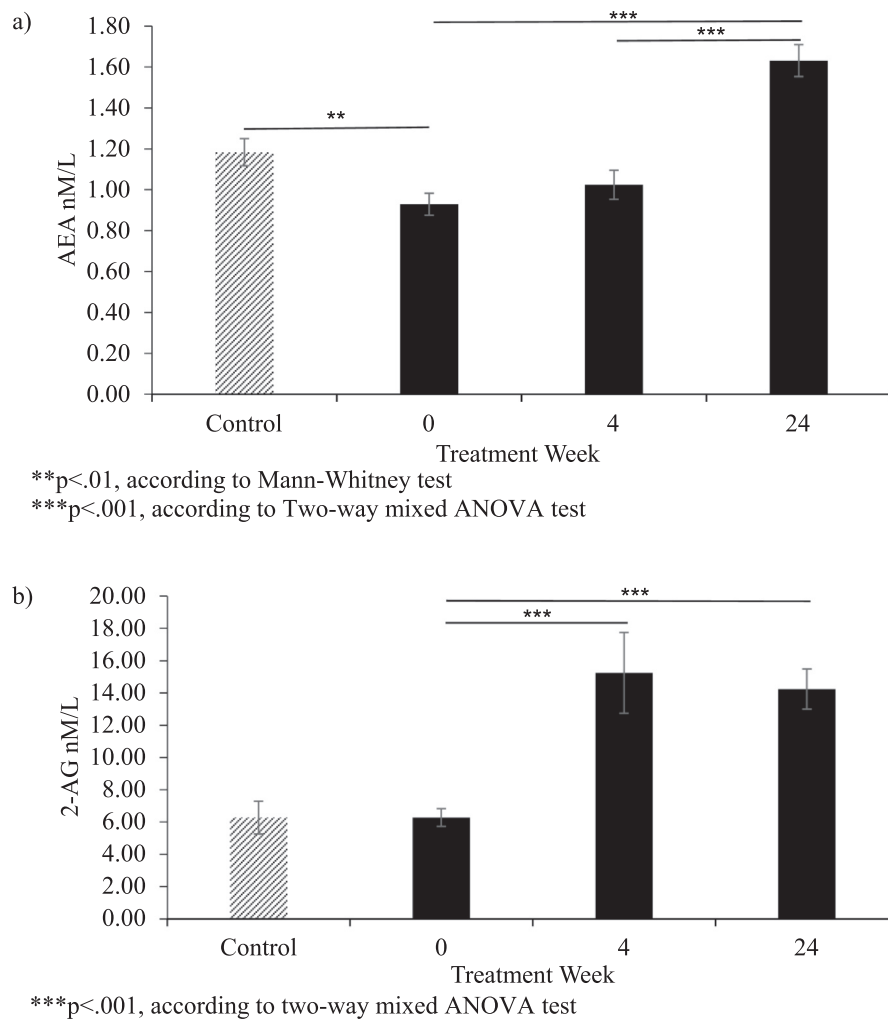 a)
***
1.80
***
1.60
1.40
**
1.20
1.00
0.80
0.60
0.40
0.20
0.00
AEA nM/L
Control 0 4 24
Treatment Week
**p<.01, according to Mann-Whitney test
***p<.001, according to Two-way mixed ANOVA test
b)
20.00
***
18.00
***
16.00
14.00
12.00
10.00
8.00
6.00
4.00
2.00
0.00
2-AG nM/L
Control 0 4 24
Treatment Week
***p<.001, according to two-way mixed ANOVA test